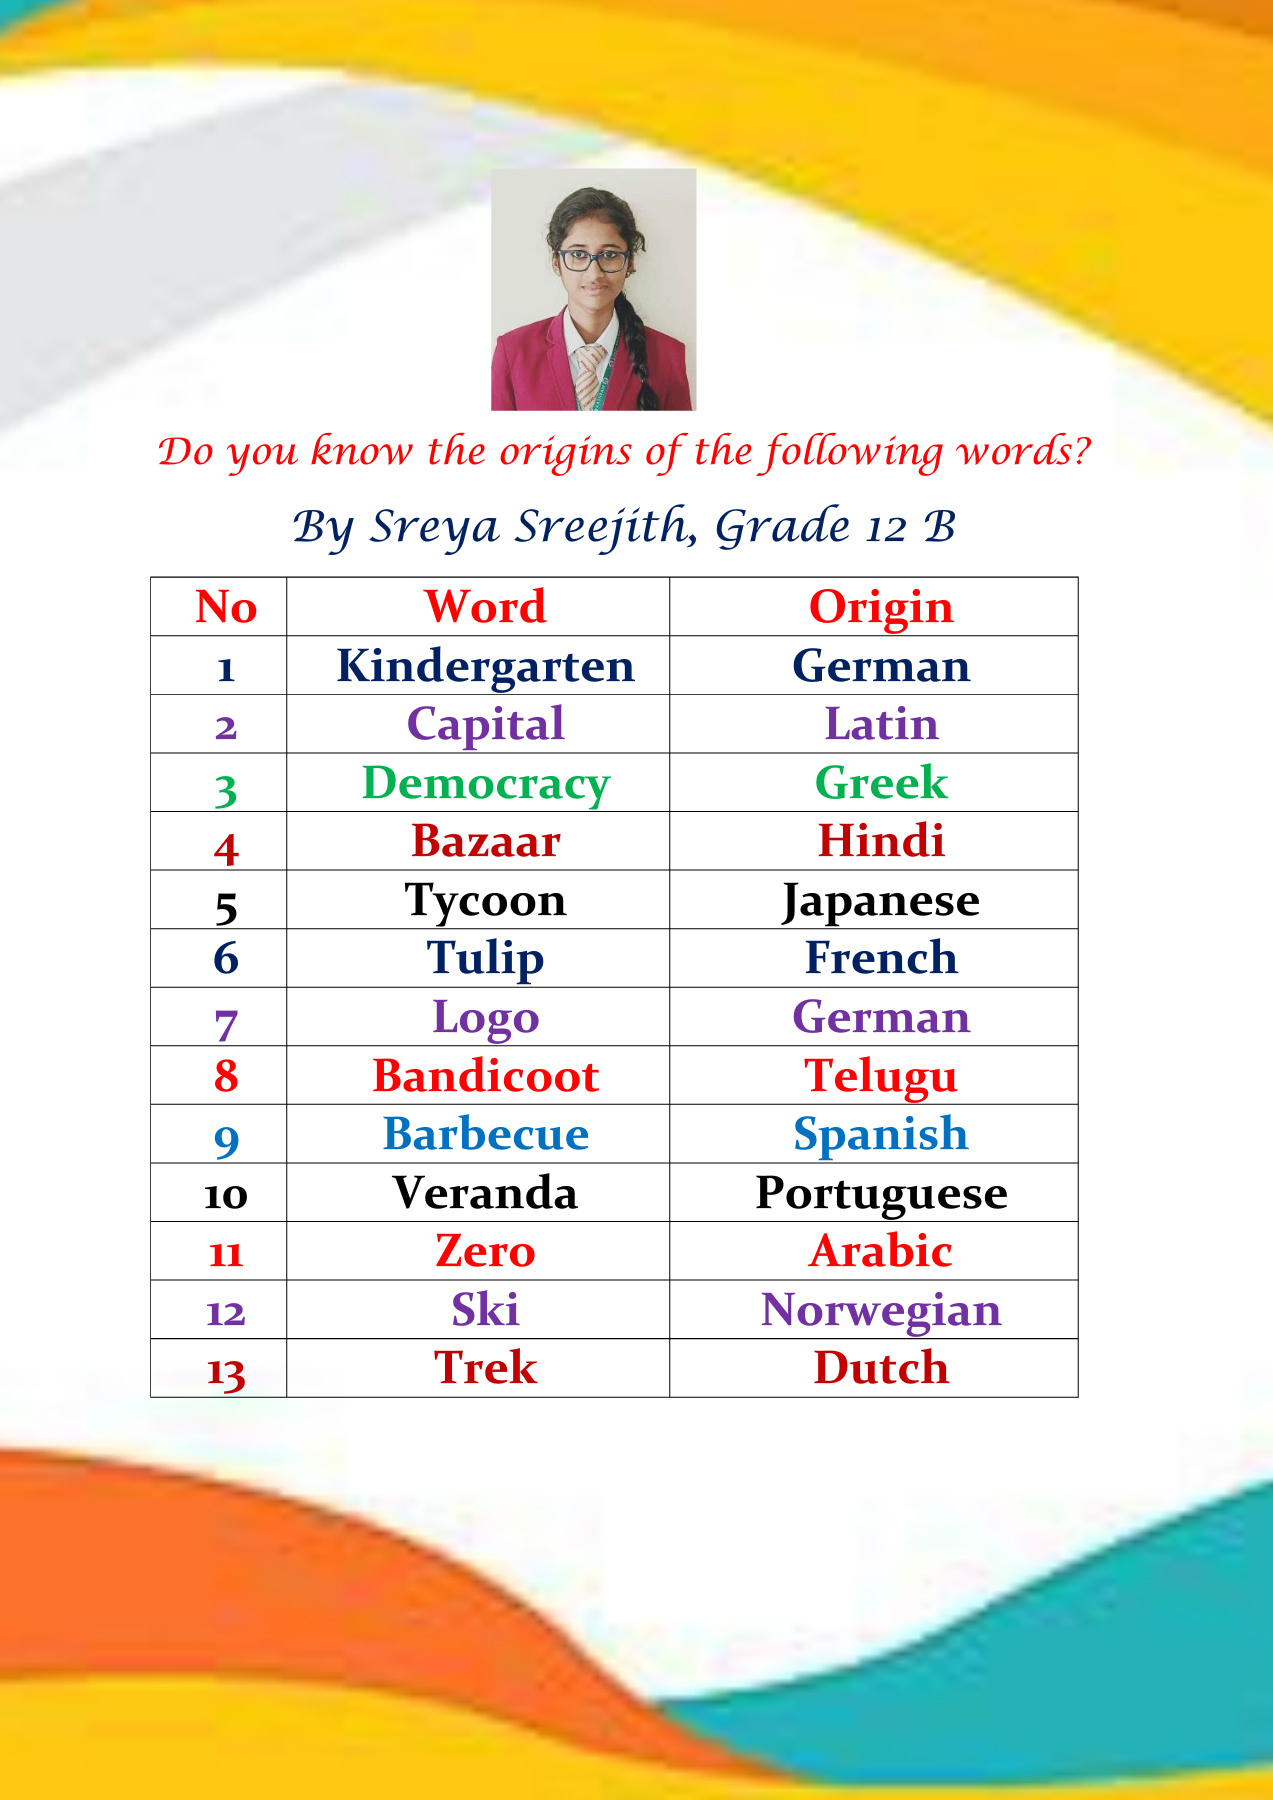 Do you know the origins of the following words?
By Sreya Sreejith, Grade 12 B
No Word Origin
1 Kindergarten German
2 Capital Latin
3 Democracy Greek
4 Bazaar Hindi
5 Tycoon Japanese
6 Tulip French
7 Logo German
8 Bandicoot Telugu
9 Barbecue Spanish
10 Veranda Portuguese
11 Zero Arabic
12 Ski Norwegian
13 Trek Dutch